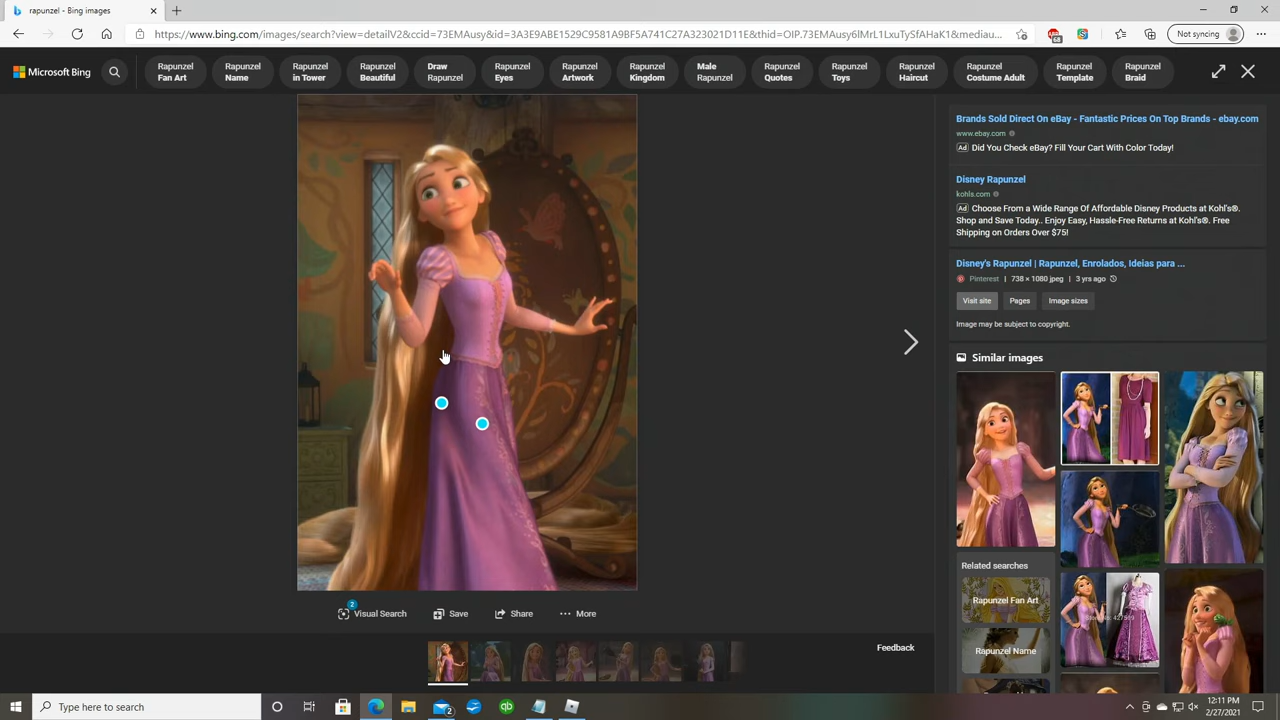 rapunzel - Bing images
https://www.bing.com/images/search?view=detailV2&ccid=73EMAusy&id=3A3E9ABE1529C9581A9BF5A741C27A323021D11E&thid=OIP.73EMAusy6lMrL1LxuTySfAHaK1&mediau...
68
Not syncing
Microsoft Bing
Rapunzel Fan Art
Rapunzel Name
Rapunzel in Tower
Rapunzel Beautiful
Draw Rapunzel
Rapunzel Eyes
Rapunzel Artwork
Rapunzel Kingdom
Male Rapunzel
Rapunzel Quotes
Rapunzel Toys
Rapunzel Haircut
Rapunzel Costume Adult
Rapunzel Template
Rapunzel Braid
Brands Sold Direct On eBay - Fantastic Prices On Top Brands - ebay.com
www.ebay.com
Ad Did You Check eBay? Fill Your Cart With Color Today!
Disney Rapunzel
kohls.com
Ad Choose From a Wide Range Of Affordable Disney Products at Kohl's®.
Shop and Save Today.. Enjoy Easy, Hassle-Free Returns at Kohl's®. Free
Shipping on Orders Over $75!
Disney's Rapunzel | Rapunzel, Enrolados, Ideias para ...
Pinterest | 738 × 1080 jpeg | 3 yrs ago
Visit site
Pages
Image sizes
Image may be subject to copyright.
Similar images
Related searches
Rapunzel Fan Art
Rapunzel Name
2
Visual Search
Save
Share
More
Feedback
Type here to search
2
12:11 PM
2/27/2021